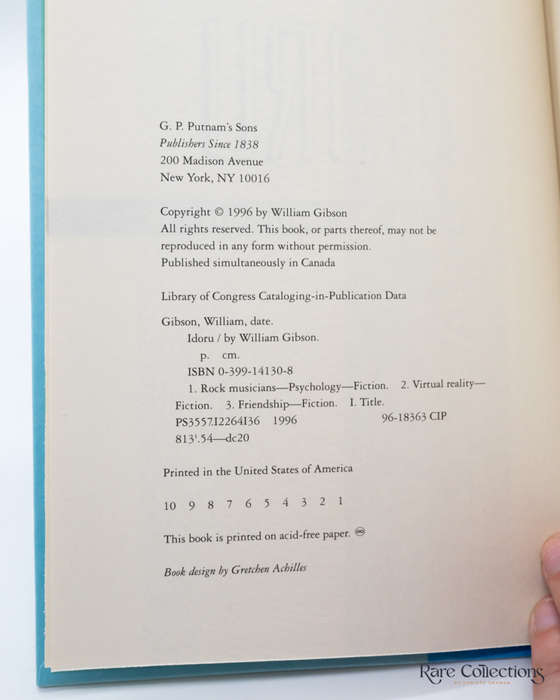 G. P. Putnam's Sons
Publishers Since 1838
200 Madison Avenue
New York, NY 10016
Copyright © 1996 by William Gibson
All rights reserved. This book, or parts thereof, may not be
reproduced in any form without permission.
Published simultaneously in Canada
Library of Congress Cataloging-in-Publication Data
Gibson, William, date.
Idoru / by William Gibson.
p. cm.
ISBN 0-399-14130-8
1. Rock musicians—Psychology—Fiction. 2. Virtual reality—
Fiction. 3. Friendship—Fiction. I. Title.
PS3557.I2264I36 1996 96-18363 CIP
813'.54—dc20
Printed in the United States of America
10 9 8 7 6 5 4 3 2 1
This book is printed on acid-free paper. ♾
Book design by Gretchen Achilles
Rare Collections